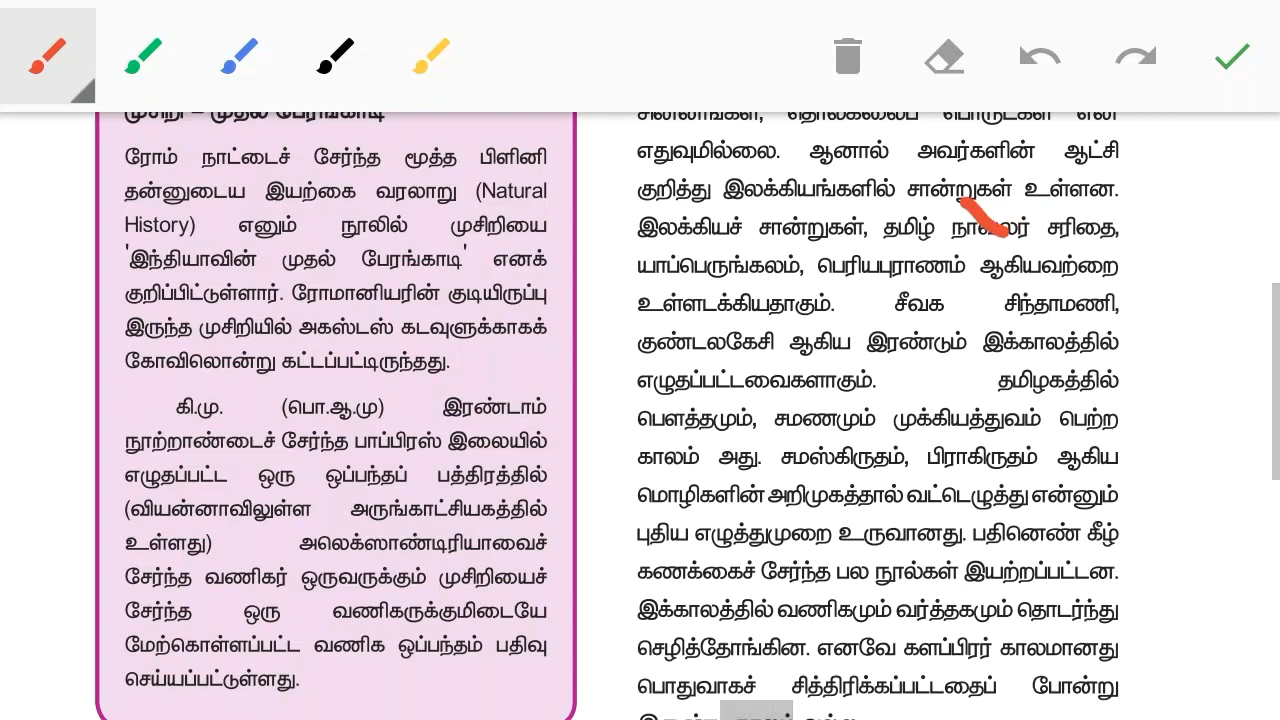 முசிறி – முதல் பேரங்காடி
ரோம் நாட்டைச் சேர்ந்த மூத்த பிளினி
தன்னுடைய இயற்கை வரலாறு (Natural
History) எனும் நூலில் முசிறியை
'இந்தியாவின் முதல் பேரங்காடி' எனக்
குறிப்பிட்டுள்ளார். ரோமானியரின் குடியிருப்பு
இருந்த முசிறியில் அகஸ்டஸ் கடவுளுக்காகக்
கோவிலொன்று கட்டப்பட்டிருந்தது.
கி.மு. (பொ.ஆ.மு) இரண்டாம்
நூற்றாண்டைச் சேர்ந்த பாப்பிரஸ் இலையில்
எழுதப்பட்ட ஒரு ஒப்பந்தப் பத்திரத்தில்
(வியன்னாவிலுள்ள அருங்காட்சியகத்தில்
உள்ளது) அலெக்ஸாண்டிரியாவைச்
சேர்ந்த வணிகர் ஒருவருக்கும் முசிறியைச்
சேர்ந்த ஒரு வணிகருக்குமிடையே
மேற்கொள்ளப்பட்ட வணிக ஒப்பந்தம் பதிவு
செய்யப்பட்டுள்ளது.
சின்னங்கள், தொல்கலைப் பொருட்கள் என
எதுவுமில்லை. ஆனால் அவர்களின் ஆட்சி
குறித்து இலக்கியங்களில் சான்றுகள் உள்ளன.
இலக்கியச் சான்றுகள், தமிழ் நாவலர் சரிதை,
யாப்பெருங்கலம், பெரியபுராணம் ஆகியவற்றை
உள்ளடக்கியதாகும். சீவக சிந்தாமணி,
குண்டலகேசி ஆகிய இரண்டும் இக்காலத்தில்
எழுதப்பட்டவைகளாகும். தமிழகத்தில்
பௌத்தமும், சமணமும் முக்கியத்துவம் பெற்ற
காலம் அது. சமஸ்கிருதம், பிராகிருதம் ஆகிய
மொழிகளின் அறிமுகத்தால் வட்டெழுத்து என்னும்
புதிய எழுத்துமுறை உருவானது. பதினெண் கீழ்
கணக்கைச் சேர்ந்த பல நூல்கள் இயற்றப்பட்டன.
இக்காலத்தில் வணிகமும் வர்த்தகமும் தொடர்ந்து
செழித்தோங்கின. எனவே களப்பிரர் காலமானது
பொதுவாகச் சித்திரிக்கப்பட்டதைப் போன்று